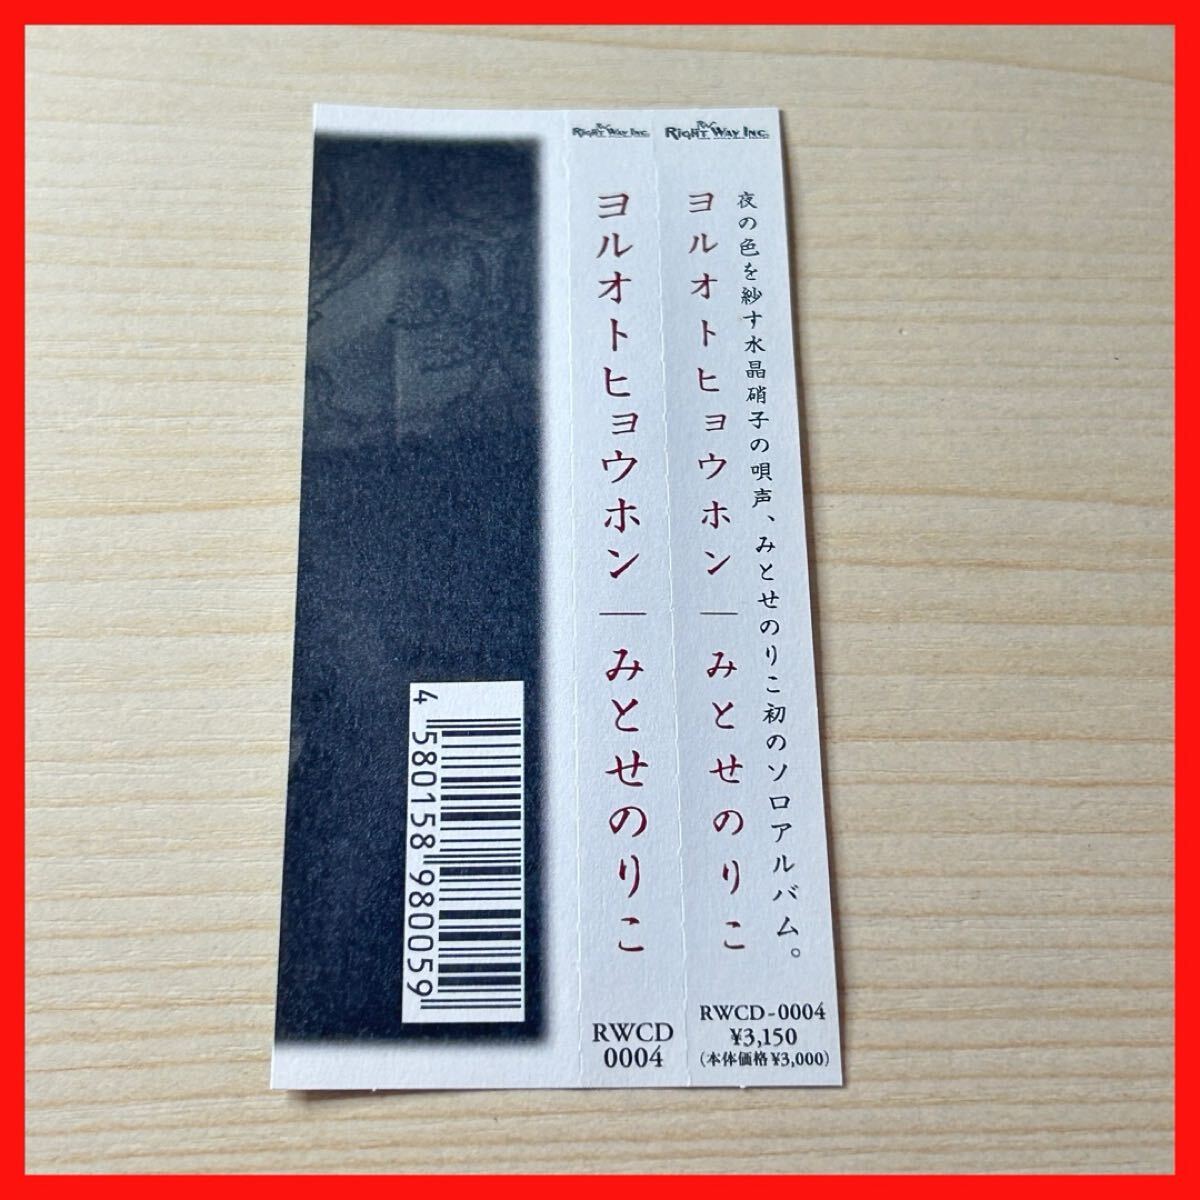 RIGHT WAY INC.
夜の色を紗す水晶硝子の唄声、みとせのりこ初のソロアルバム。
ヨルオトヒョウホン｜みとせのりこ
RWCD-0004
¥3,150
(本体価格¥3,000)
RIGHT WAY INC.
ヨルオトヒョウホン｜みとせのりこ
RWCD
0004
4 580158 980059